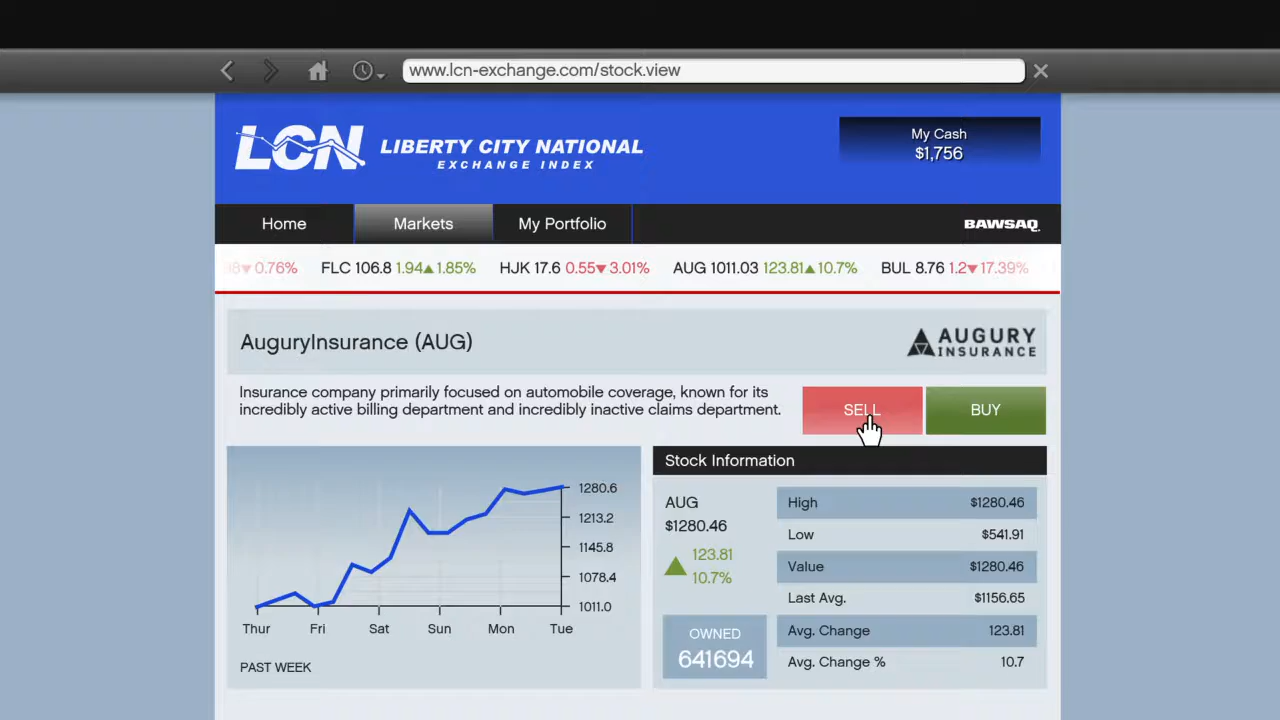 www.lcn-exchange.com/stock.view
LCN LIBERTY CITY NATIONAL
EXCHANGE INDEX
My Cash
$1,756
Home Markets My Portfolio BAWSAQ
0.76% FLC 106.8 1.94▲1.85% HJK 17.6 0.55▼3.01% AUG 1011.03 123.81▲10.7% BUL 8.76 1.2▼17.39%
AuguryInsurance (AUG)
AUGURY
INSURANCE
Insurance company primarily focused on automobile coverage, known for its
incredibly active billing department and incredibly inactive claims department.
SELL BUY
1280.6
1213.2
1145.8
1078.4
1011.0
Thur Fri Sat Sun Mon Tue
PAST WEEK
Stock Information
AUG
$1280.46
123.81
10.7%
OWNED
641694
High $1280.46
Low $541.91
Value $1280.46
Last Avg. $1156.65
Avg. Change 123.81
Avg. Change % 10.7